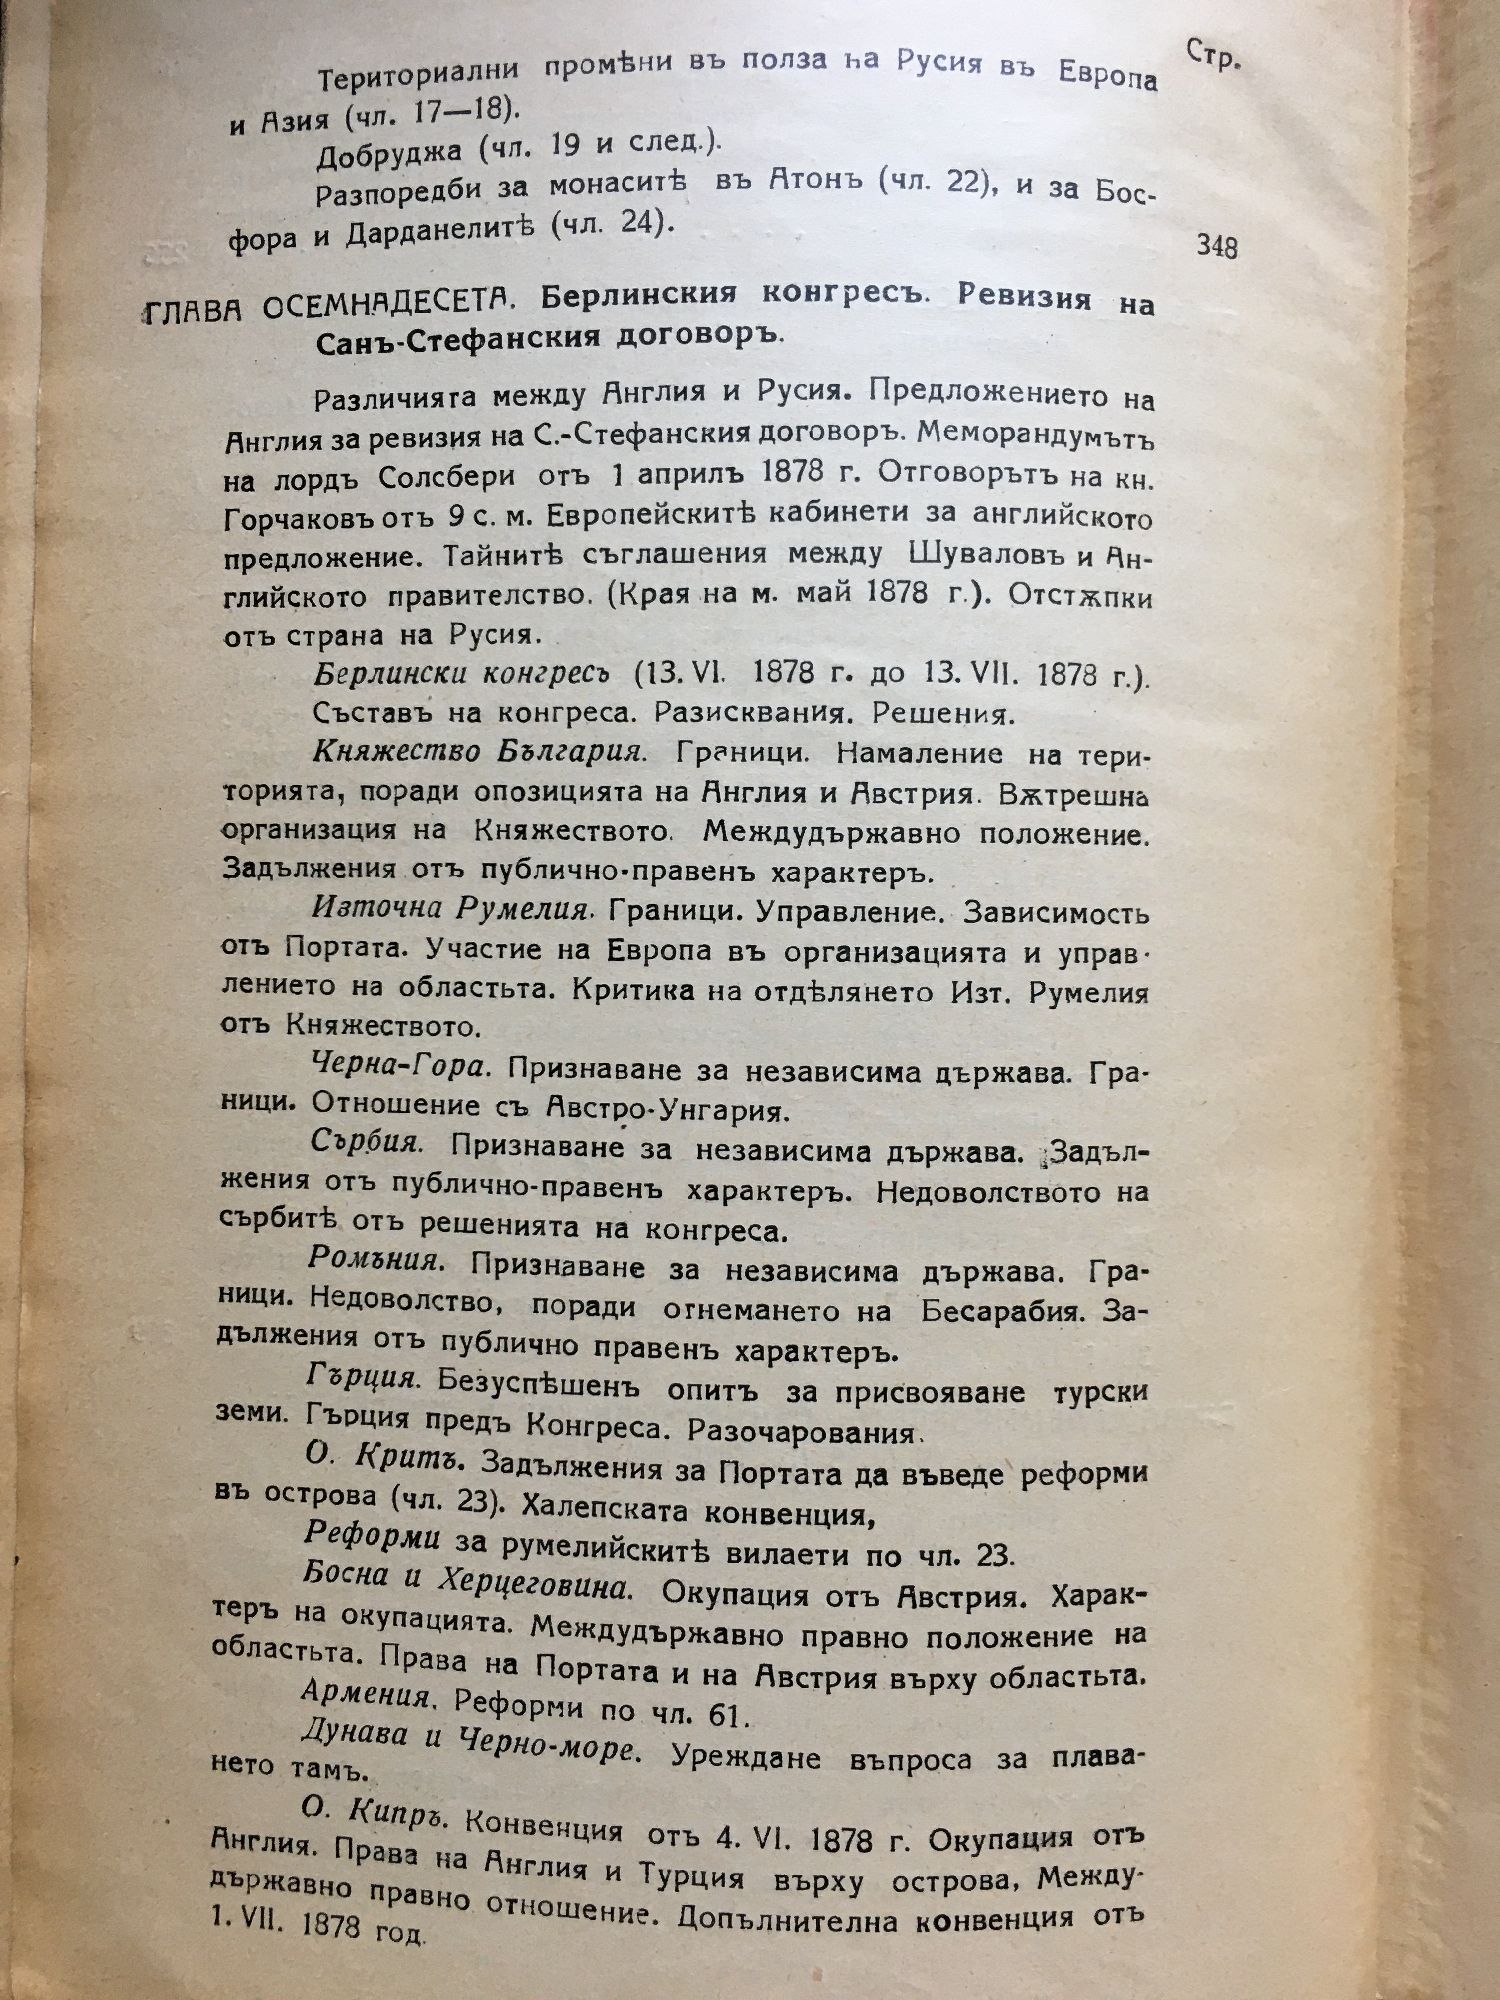 Стр.
Териториални промѣни въ полза на Русия въ Европа
и Азия (чл. 17—18).
Добруджа (чл. 19 и след.).
Разпоредби за монаситѣ въ Атонъ (чл. 22), и за Бос-
фора и Дарданелитѣ (чл. 24).
348
ГЛАВА ОСЕМНАДЕСЕТА. Берлинския конгресъ. Ревизия на
Санъ-Стефанския договоръ.
Различията между Англия и Русия. Предложението на
Англия за ревизия на С.-Стефанския договоръ. Меморандумътъ
на лордъ Солсбери отъ 1 априлъ 1878 г. Отговорътъ на кн.
Горчаковъ отъ 9 с. м. Европейскитѣ кабинети за английското
предложение. Тайнитѣ съглашения между Шуваловъ и Ан-
глийското правителство. (Края на м. май 1878 г.). Отстѫпки
отъ страна на Русия.
Берлински конгресъ (13. VI. 1878 г. до 13. VII. 1878 г.).
Съставъ на конгреса. Разисквания. Решения.
Княжество България. Граници. Намаление на тери-
торията, поради опозицията на Англия и Австрия. Вѫтрешна
организация на Княжеството. Междудържавно положение.
Задължения отъ публично-правенъ характеръ.
Източна Румелия. Граници. Управление. Зависимость
отъ Портата. Участие на Европа въ организацията и управ-
лението на областьта. Критика на отдѣлянето Изт. Румелия
отъ Княжеството.
Черна-Гора. Признаване за независима държава. Гра-
ници. Отношение съ Австро-Унгария.
Сърбия. Признаване за независима държава. Задъл-
жения отъ публично-правенъ характеръ. Недоволството на
сърбитѣ отъ решенията на конгреса.
Ромъния. Признаване за независима държава. Гра-
ници. Недоволство, поради отнемането на Бесарабия. За-
дължения отъ публично правенъ характеръ.
Гърция. Безуспѣшенъ опитъ за присвояване турски
земи. Гърция предъ Конгреса. Разочарования.
О. Критъ. Задължения за Портата да въведе реформи
въ острова (чл. 23). Халепската конвенция,
Реформи за румелийскитѣ вилаети по чл. 23.
Босна и Херцеговина. Окупация отъ Австрия. Харак-
теръ на окупацията. Междудържавно правно положение на
областьта. Права на Портата и на Австрия върху областьта.
Армения. Реформи по чл. 61.
Дунава и Черно-море. Уреждане въпроса за плава-
нето тамъ.
О. Кипръ. Конвенция отъ 4. VI. 1878 г. Окупация отъ
Англия. Права на Англия и Турция върху острова, Между-
държавно правно отношение. Допълнителна конвенция отъ
1. VII. 1878 год.